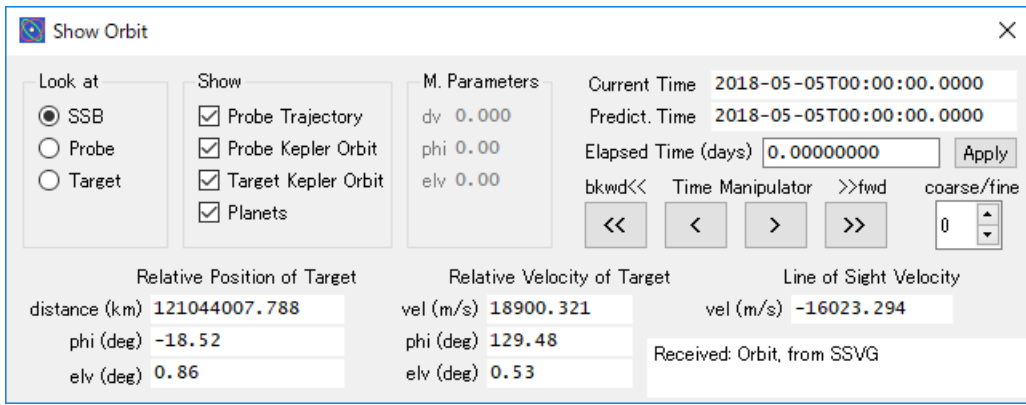 Show Orbit
Look at
SSB
Probe
Target
Show
Probe Trajectory
Probe Kepler Orbit
Target Kepler Orbit
Planets
M. Parameters
dv 0.000
phi 0.00
elv 0.00
Current Time 2018-05-05T00:00:00.0000
Predict. Time 2018-05-05T00:00:00.0000
Elapsed Time (days) 0.00000000 Apply
bkwd<< Time Manipulator >>fwd coarse/fine
<< < > >> 0
Relative Position of Target
distance (km) 121044007.788
phi (deg) -18.52
elv (deg) 0.86
Relative Velocity of Target
vel (m/s) 18900.321
phi (deg) 129.48
elv (deg) 0.53
Line of Sight Velocity
vel (m/s) -16023.294
Received: Orbit, from SSVG